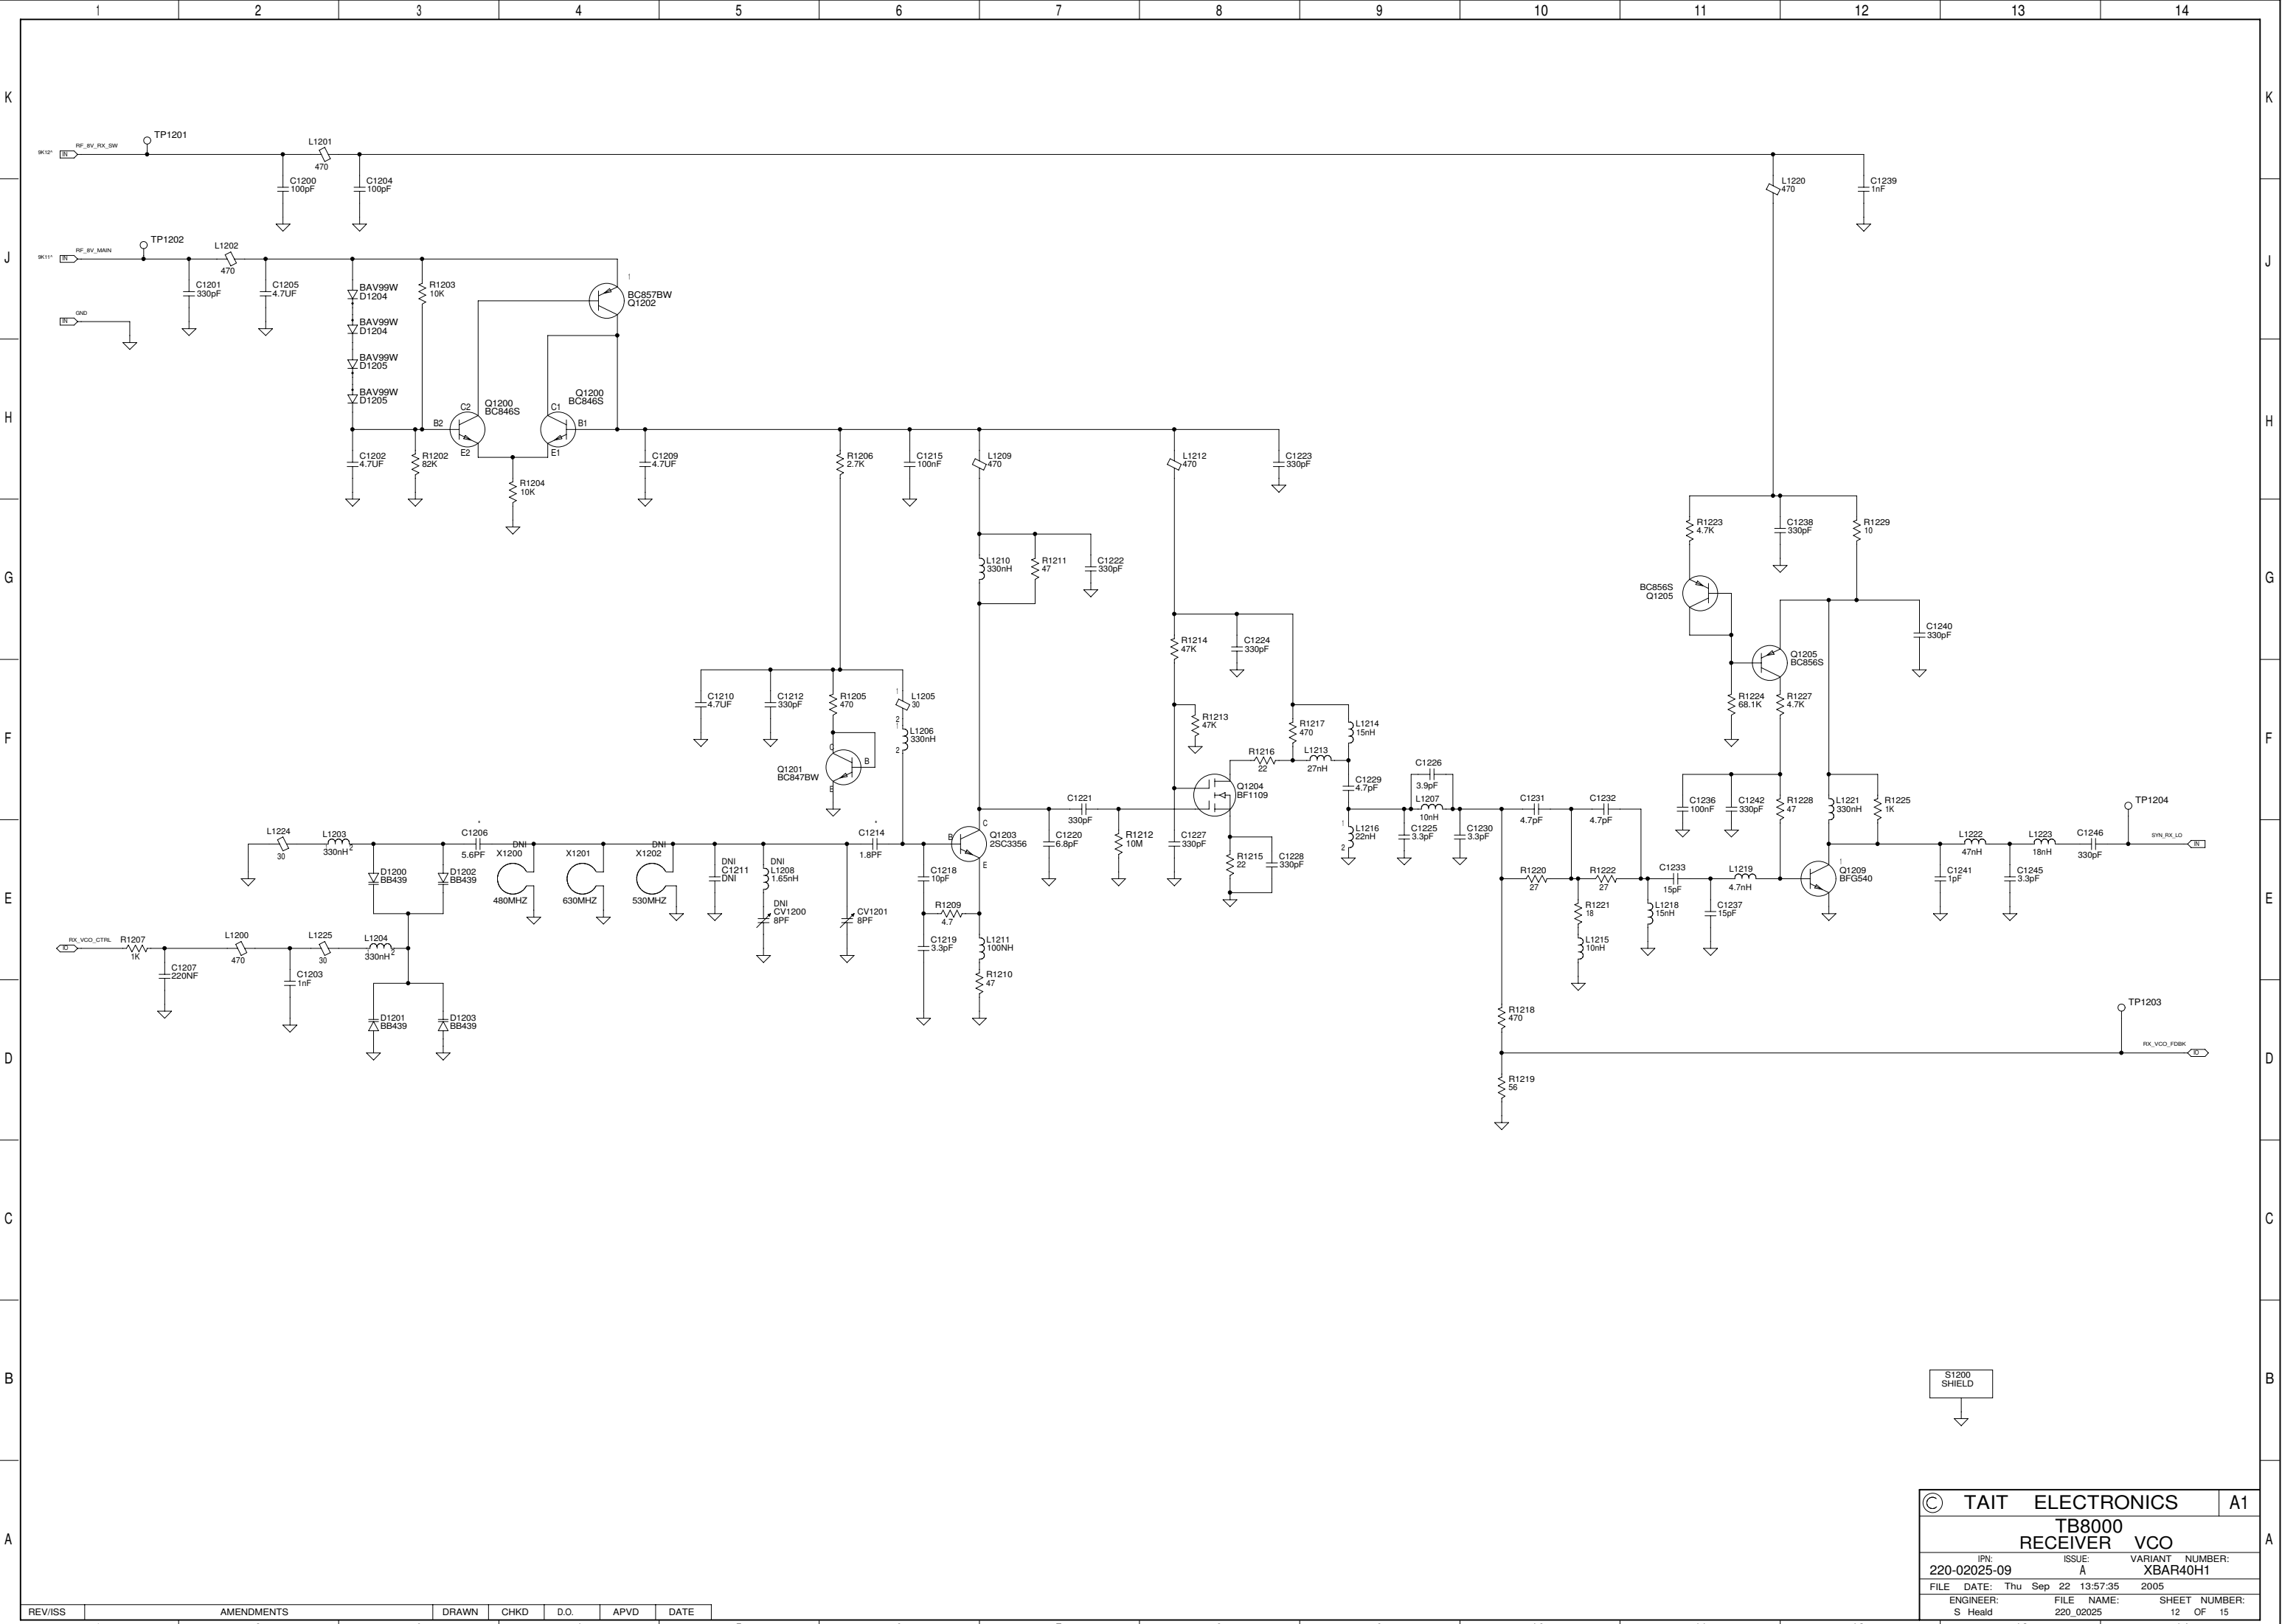 1 2 3 4 5 6 7 8 9 10 11 12 13 14
K K
9K12^ IN RF_8V_RX_SW
TP1201
L1201
470
C1200
100pF
C1204
100pF
L1220
470
C1239
1nF
J J
9K11^ IN RF_8V_MAIN
TP1202
L1202
470
C1201
330pF
C1205
4.7UF
BAV99W
D1204
R1203
10K
1
BC857BW
Q1202
IN GND
BAV99W
D1204
BAV99W
D1205
BAV99W
D1205
H H
C2
Q1200
BC846S
B2
E2
Q1200
BC846S
C1
B1
E1
C1202
4.7UF
R1202
82K
R1204
10K
C1209
4.7UF
R1206
2.7K
C1215
100nF
L1209
470
L1212
470
C1223
330pF
G G
L1210
330nH
R1211
47
C1222
330pF
R1223
4.7K
C1238
330pF
R1229
10
BC856S
Q1205
Q1205
BC856S
C1240
330pF
R1214
47K
C1224
330pF
F F
C1210
4.7UF
C1212
330pF
R1205
470
1
L1205
30
2
1
L1206
330nH
2
C
B
E
Q1201
BC847BW
R1213
47K
R1217
470
L1214
15nH
R1216
22
L1213
27nH
Q1204
BF1109
C1229
4.7pF
C1226
3.9pF
L1207
10nH
R1224
68.1K
R1227
4.7K
C1221
330pF
C1220
6.8pF
R1212
10M
C1227
330pF
R1215
22
C1228
330pF
1
L1216
22nH
2
C1225
3.3pF
C1230
3.3pF
C1231
4.7pF
C1232
4.7pF
C1236
100nF
C1242
330pF
R1228
47
L1221
330nH
R1225
1K
TP1204
E E
L1224
30
L1203
330nH
2
C1206
*
5.6PF
DNI
X1200
480MHZ
X1201
630MHZ
DNI
X1202
530MHZ
DNI
C1211
DNI
DNI
L1208
1.65nH
DNI
CV1200
8PF
CV1201
8PF
*
C1214
1.8PF
B
C
Q1203
2SC3356
E
D1200
BB439
D1202
BB439
C1218
10pF
R1209
4.7
C1219
3.3pF
L1211
100NH
R1210
47
R1220
27
R1222
27
R1221
18
L1215
10nH
C1233
15pF
L1218
15nH
C1237
15pF
L1219
4.7nH
1
Q1209
BFG540
L1222
47nH
L1223
18nH
C1246
330pF
SYN_RX_LO
IN
C1241
1pF
C1245
3.3pF
IO RX_VCO_CTRL
R1207
1K
C1207
220NF
L1200
470
C1203
1nF
L1225
30
L1204
330nH
2
D D
D1201
BB439
D1203
BB439
R1218
470
R1219
56
TP1203
RX_VCO_FDBK
IO
C C
B B
S1200
SHIELD
A A
© TAIT ELECTRONICS A1
TB8000
RECEIVER VCO
IPN: ISSUE: VARIANT NUMBER:
220-02025-09 A XBAR40H1
FILE DATE: Thu Sep 22 13:57:35 2005
ENGINEER: FILE NAME: SHEET NUMBER:
S Heald 220_02025 12 OF 15
REV/ISS AMENDMENTS DRAWN CHKD D.O. APVD DATE